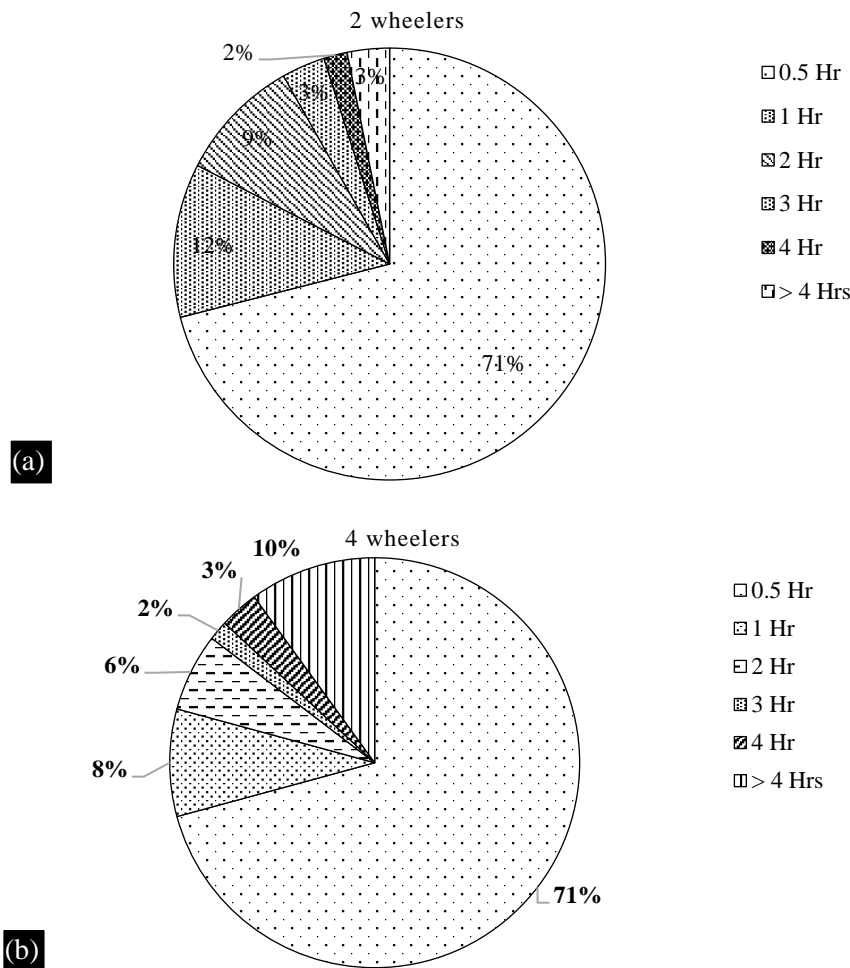 2 wheelers
2%
3%
3%
9%
12%
71%
0.5 Hr
1 Hr
2 Hr
3 Hr
4 Hr
> 4 Hrs
(a)
4 wheelers
10%
3%
2%
6%
8%
71%
0.5 Hr
1 Hr
2 Hr
3 Hr
4 Hr
> 4 Hrs
(b)